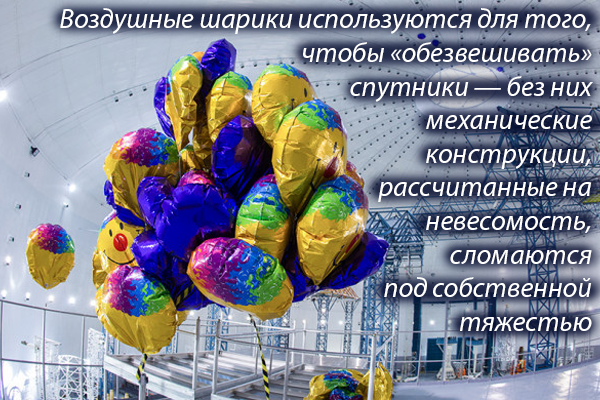 Воздушные шарики используются для того,
чтобы «обезвешивать»
спутники — без них
механические
конструкции,
рассчитанные на
невесомость,
сломаются
под собственной
тяжестью